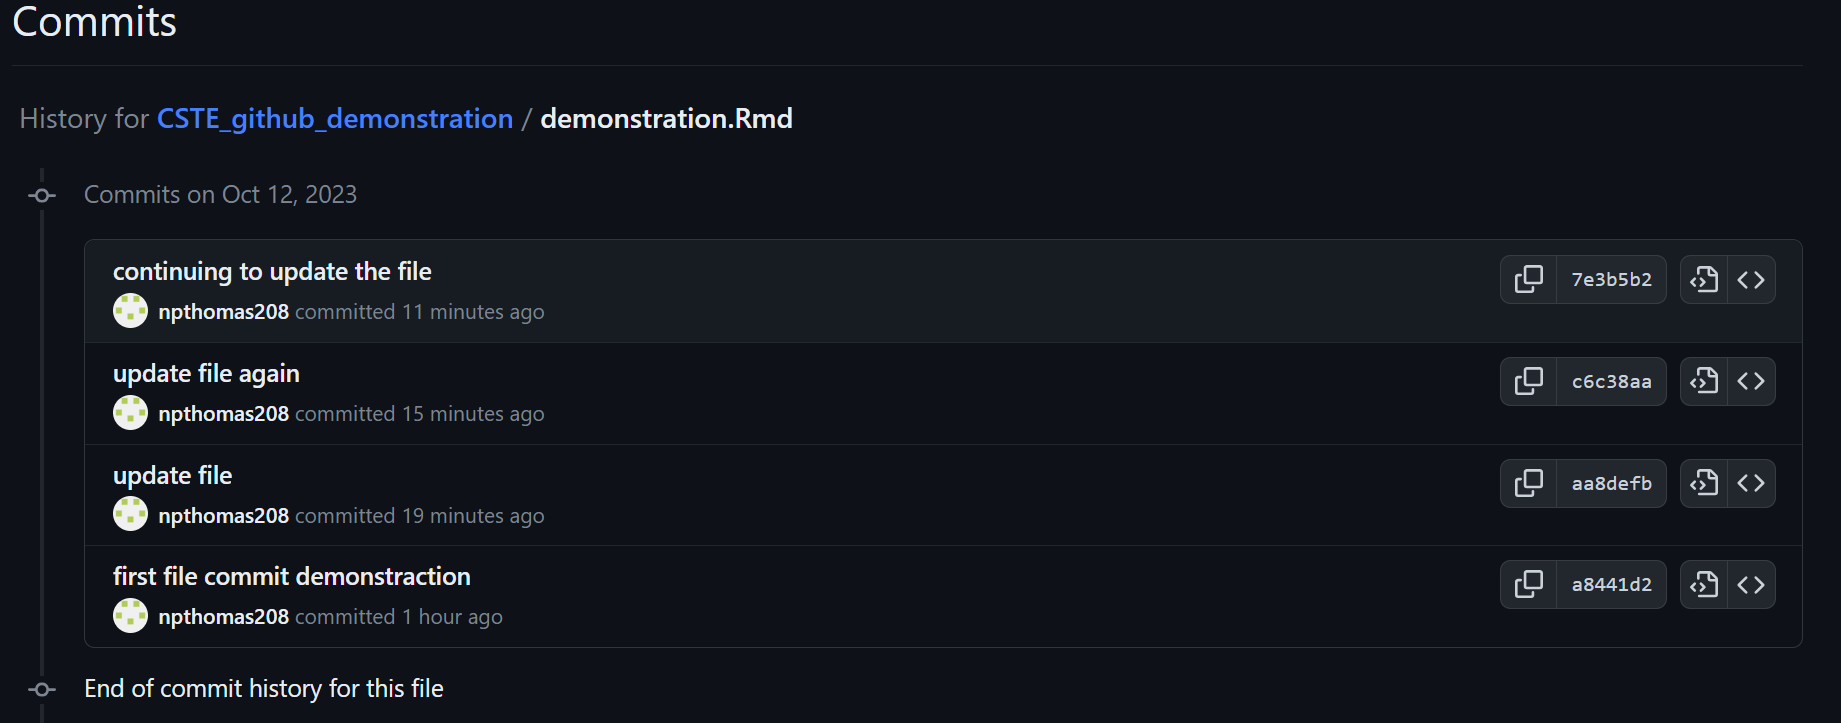 Commits
History for CSTE_github_demonstration / demonstration.Rmd
Commits on Oct 12, 2023
continuing to update the file
npthomas208 committed 11 minutes ago
7e3b5b2
update file again
npthomas208 committed 15 minutes ago
c6c38aa
update file
npthomas208 committed 19 minutes ago
aa8defb
first file commit demonstraction
npthomas208 committed 1 hour ago
a8441d2
End of commit history for this file